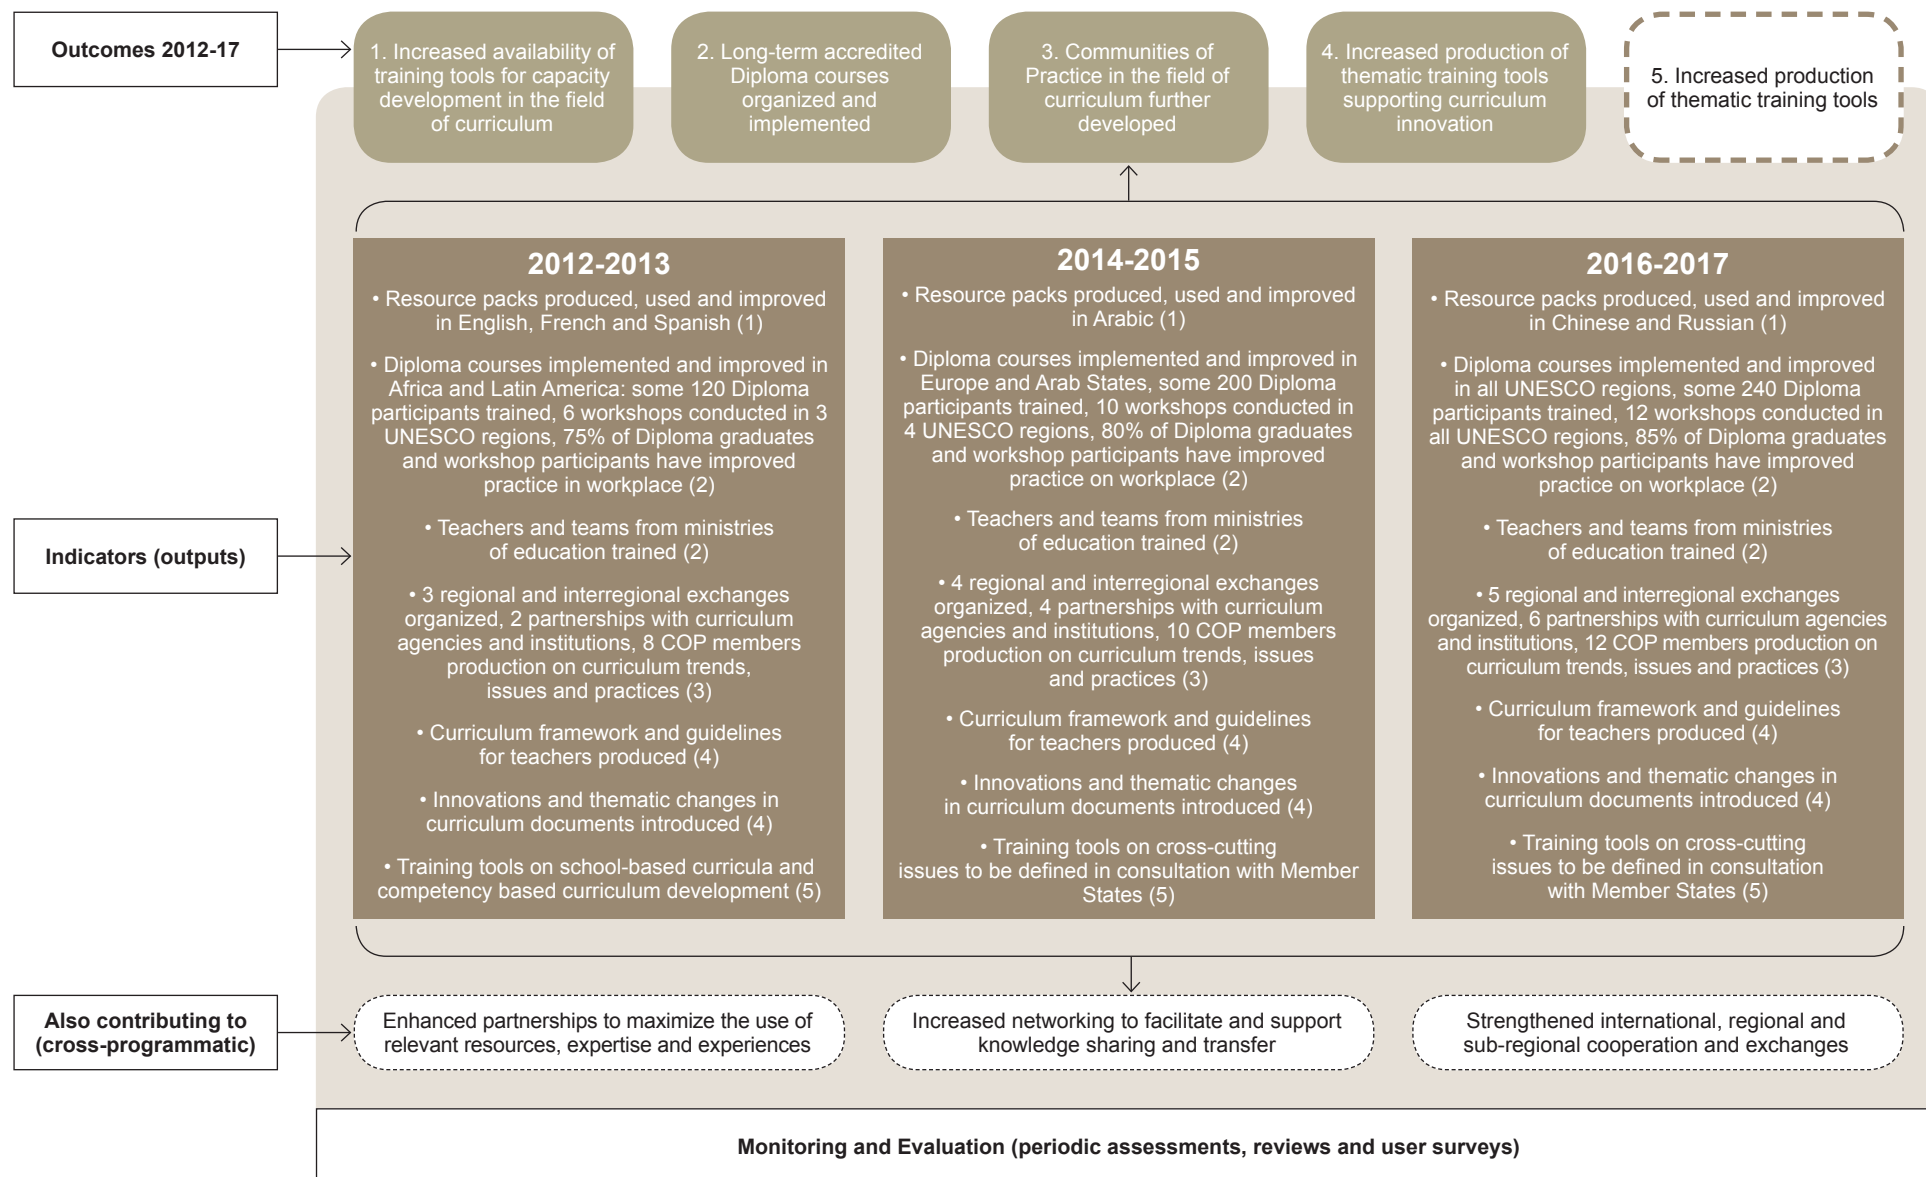 Outcomes 2012-17
1. Increased availability of
training tools for capacity
development in the field
of curriculum
2. Long-term accredited
Diploma courses
organized and
implemented
3. Communities of
Practice in the field of
curriculum further
developed
4. Increased production of
thematic training tools
supporting curriculum
innovation
5. Increased production
of thematic training tools
Indicators (outputs)
2012-2013
• Resource packs produced, used and improved
in English, French and Spanish (1)
• Diploma courses implemented and improved in
Africa and Latin America: some 120 Diploma
participants trained, 6 workshops conducted in 3
UNESCO regions, 75% of Diploma graduates
and workshop participants have improved
practice in workplace (2)
• Teachers and teams from ministries
of education trained (2)
• 3 regional and interregional exchanges
organized, 2 partnerships with curriculum
agencies and institutions, 8 COP members
production on curriculum trends,
issues and practices (3)
• Curriculum framework and guidelines
for teachers produced (4)
• Innovations and thematic changes in
curriculum documents introduced (4)
• Training tools on school-based curricula and
competency based curriculum development (5)
2014-2015
• Resource packs produced, used and improved
in Arabic (1)
• Diploma courses implemented and improved in
Europe and Arab States, some 200 Diploma
participants trained, 10 workshops conducted in
4 UNESCO regions, 80% of Diploma graduates
and workshop participants have improved
practice on workplace (2)
• Teachers and teams from ministries
of education trained (2)
• 4 regional and interregional exchanges
organized, 4 partnerships with curriculum
agencies and institutions, 10 COP members
production on curriculum trends, issues
and practices (3)
• Curriculum framework and guidelines
for teachers produced (4)
• Innovations and thematic changes
in curriculum documents introduced (4)
• Training tools on cross-cutting
issues to be defined in consultation with Member
States (5)
2016-2017
• Resource packs produced, used and improved
in Chinese and Russian (1)
• Diploma courses implemented and improved
in all UNESCO regions, some 240 Diploma
participants trained, 12 workshops conducted in
all UNESCO regions, 85% of Diploma graduates
and workshop participants have improved
practice on workplace (2)
• Teachers and teams from ministries
of education trained (2)
• 5 regional and interregional exchanges
organized, 6 partnerships with curriculum agencies
and institutions, 12 COP members production on
curriculum trends, issues and practices (3)
• Curriculum framework and guidelines
for teachers produced (4)
• Innovations and thematic changes in
curriculum documents introduced (4)
• Training tools on cross-cutting
issues to be defined in consultation
with Member States (5)
Also contributing to
(cross-programmatic)
Enhanced partnerships to maximize the use of
relevant resources, expertise and experiences
Increased networking to facilitate and support
knowledge sharing and transfer
Strengthened international, regional and
sub-regional cooperation and exchanges
Monitoring and Evaluation (periodic assessments, reviews and user surveys)